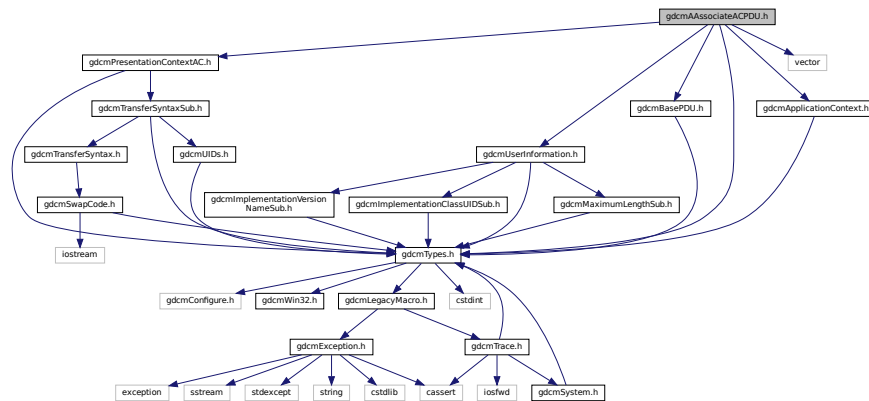 gdcmAAssociateACPDU.h
gdcmPresentationContextAC.h
vector
gdcmTransferSyntaxSub.h
gdcmBasePDU.h
gdcmApplicationContext.h
gdcmTransferSyntax.h
gdcmUIDs.h
gdcmUserInformation.h
gdcmSwapCode.h
gdcmImplementationVersion
NameSub.h
gdcmImplementationClassUIDSub.h
gdcmMaximumLengthSub.h
iostream
gdcmTypes.h
gdcmConfigure.h
gdcmWin32.h
gdcmLegacyMacro.h
cstdint
gdcmException.h
gdcmTrace.h
exception
sstream
stdexcept
string
cstdlib
cassert
iosfwd
gdcmSystem.h